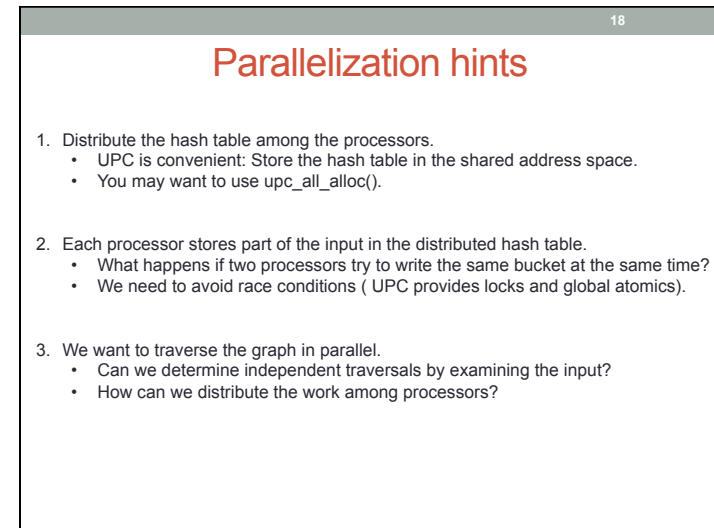 18
Parallelization hints
1. Distribute the hash table among the processors.
• UPC is convenient: Store the hash table in the shared address space.
• You may want to use upc_all_alloc().
2. Each processor stores part of the input in the distributed hash table.
• What happens if two processors try to write the same bucket at the same time?
• We need to avoid race conditions ( UPC provides locks and global atomics).
3. We want to traverse the graph in parallel.
• Can we determine independent traversals by examining the input?
• How can we distribute the work among processors?